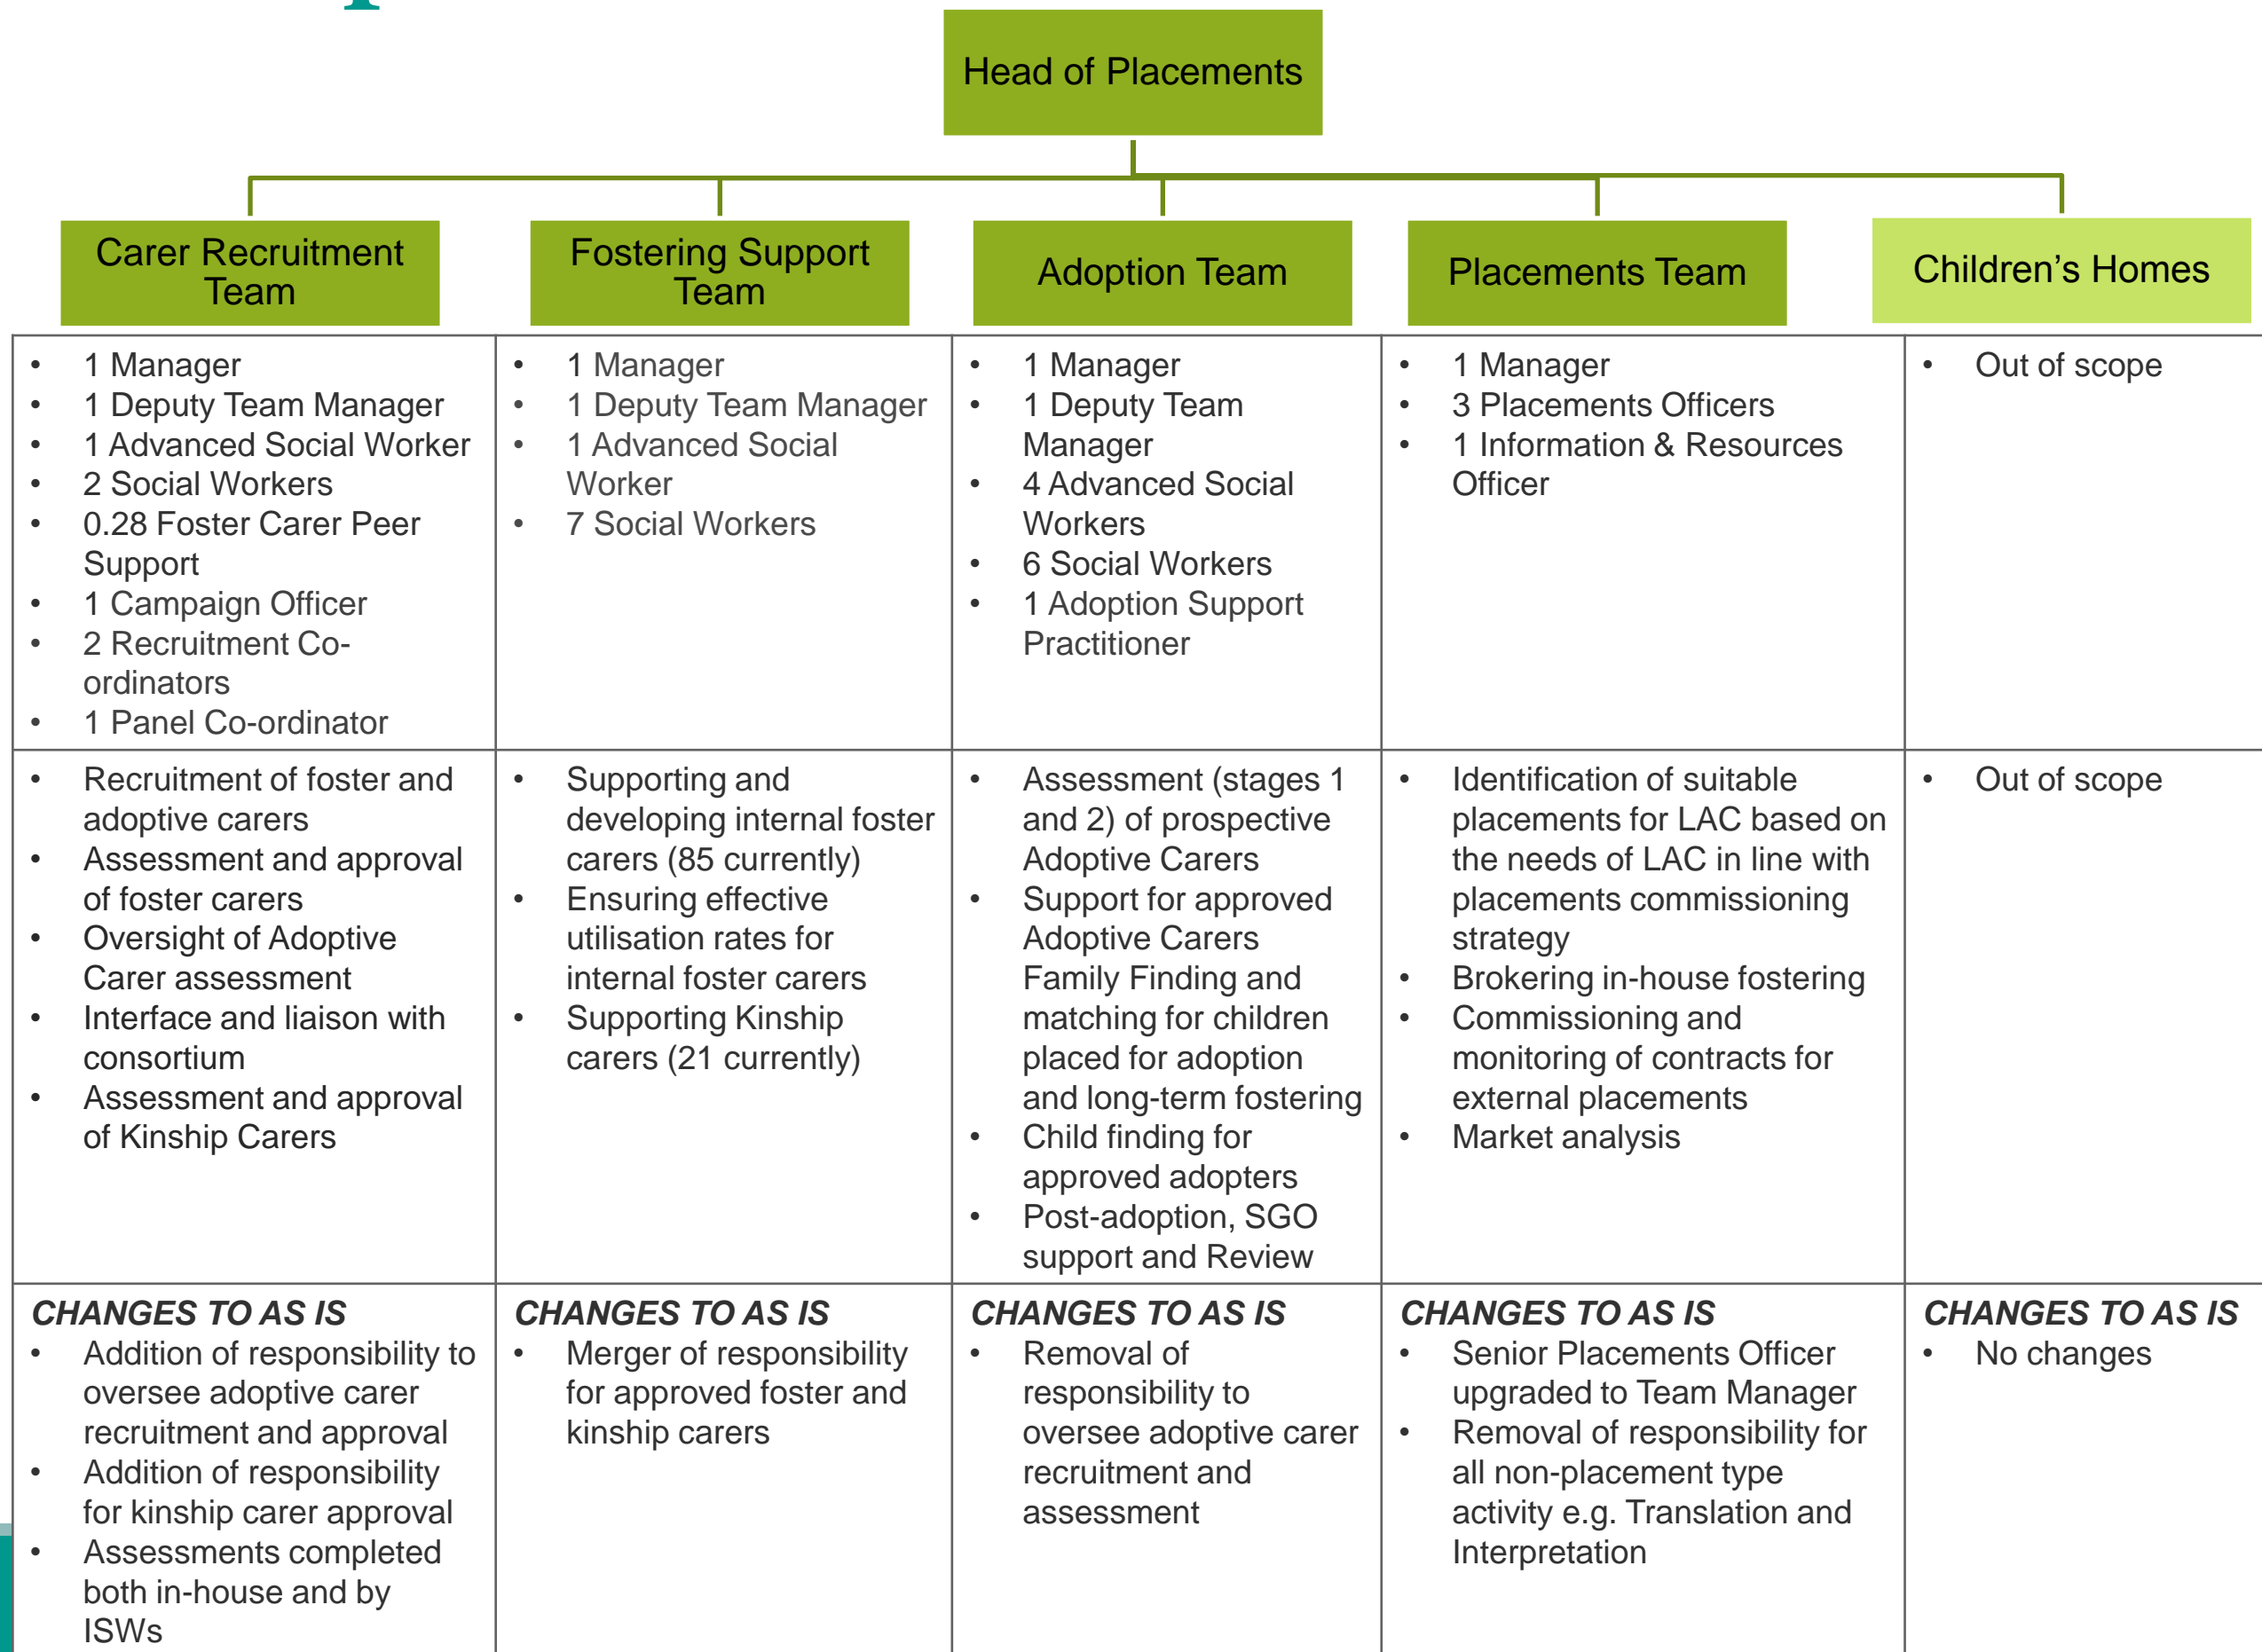 Head of Placements
Carer Recruitment
Team
Fostering Support
Team
Adoption Team
Placements Team
Children's Homes
• 1 Manager
• 1 Deputy Team Manager
• 1 Advanced Social Worker
• 2 Social Workers
• 0.28 Foster Carer Peer
Support
• 1 Campaign Officer
• 2 Recruitment Co-
ordinators
• 1 Panel Co-ordinator
• 1 Manager
• 1 Deputy Team Manager
• 1 Advanced Social
Worker
• 7 Social Workers
• 1 Manager
• 1 Deputy Team
Manager
• 4 Advanced Social
Workers
• 6 Social Workers
• 1 Adoption Support
Practitioner
• 1 Manager
• 3 Placements Officers
• 1 Information & Resources
Officer
• Out of scope
• Recruitment of foster and
adoptive carers
• Assessment and approval
of foster carers
• Oversight of Adoptive
Carer assessment
• Interface and liaison with
consortium
• Assessment and approval
of Kinship Carers
• Supporting and
developing internal foster
carers (85 currently)
• Ensuring effective
utilisation rates for
internal foster carers
• Supporting Kinship
carers (21 currently)
• Assessment (stages 1
and 2) of prospective
Adoptive Carers
• Support for approved
Adoptive Carers
Family Finding and
matching for children
placed for adoption
and long-term fostering
• Child finding for
approved adopters
• Post-adoption, SGO
support and Review
• Identification of suitable
placements for LAC based on
the needs of LAC in line with
placements commissioning
strategy
• Brokering in-house fostering
• Commissioning and
monitoring of contracts for
external placements
• Market analysis
• Out of scope
CHANGES TO AS IS
• Addition of responsibility to
oversee adoptive carer
recruitment and approval
• Addition of responsibility
for kinship carer approval
• Assessments completed
both in-house and by
ISWs
CHANGES TO AS IS
• Merger of responsibility
for approved foster and
kinship carers
CHANGES TO AS IS
• Removal of
responsibility to
oversee adoptive carer
recruitment and
assessment
CHANGES TO AS IS
• Senior Placements Officer
upgraded to Team Manager
• Removal of responsibility for
all non-placement type
activity e.g. Translation and
Interpretation
CHANGES TO AS IS
• No changes